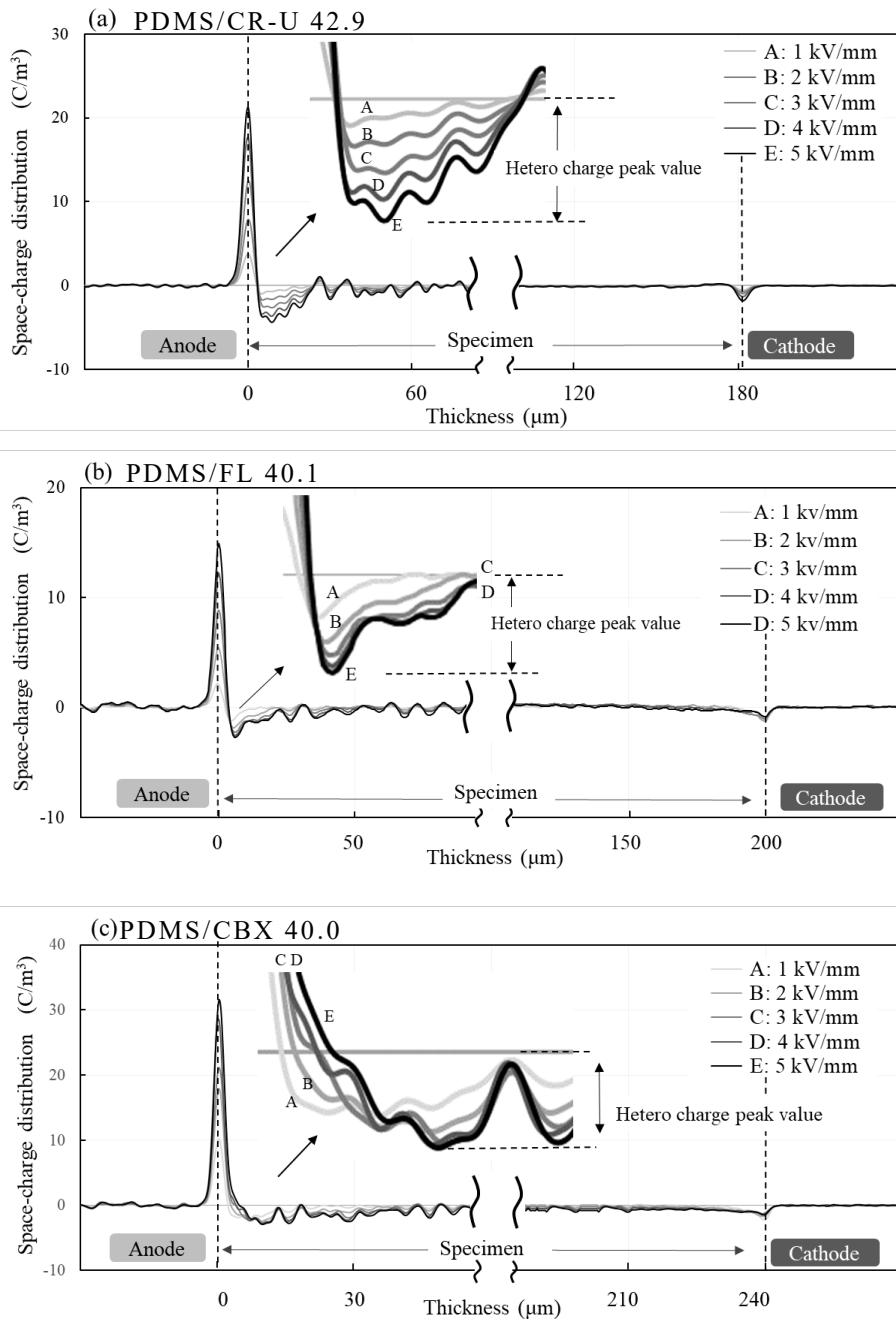 (a) PDMS/CR-U 42.9
Space-charge distribution (C/m³)
30
20
10
0
-10
A
B
C
D
E
Hetero charge peak value
A: 1 kV/mm
B: 2 kV/mm
C: 3 kV/mm
D: 4 kV/mm
E: 5 kV/mm
Anode
Specimen
Cathode
0
60
120
180
Thickness (μm)
(b) PDMS/FL 40.1
Space-charge distribution (C/m³)
20
10
0
-10
A
B
C
D
E
Hetero charge peak value
A: 1 kv/mm
B: 2 kv/mm
C: 3 kv/mm
D: 4 kv/mm
D: 5 kv/mm
Anode
Specimen
Cathode
0
50
150
200
Thickness (μm)
(c)PDMS/CBX 40.0
Space-charge distribution (C/m³)
40
30
20
10
0
-10
C D
E
B
A
Hetero charge peak value
A: 1 kV/mm
B: 2 kV/mm
C: 3 kV/mm
D: 4 kV/mm
E: 5 kV/mm
Anode
Specimen
Cathode
0
30
210
240
Thickness (μm)